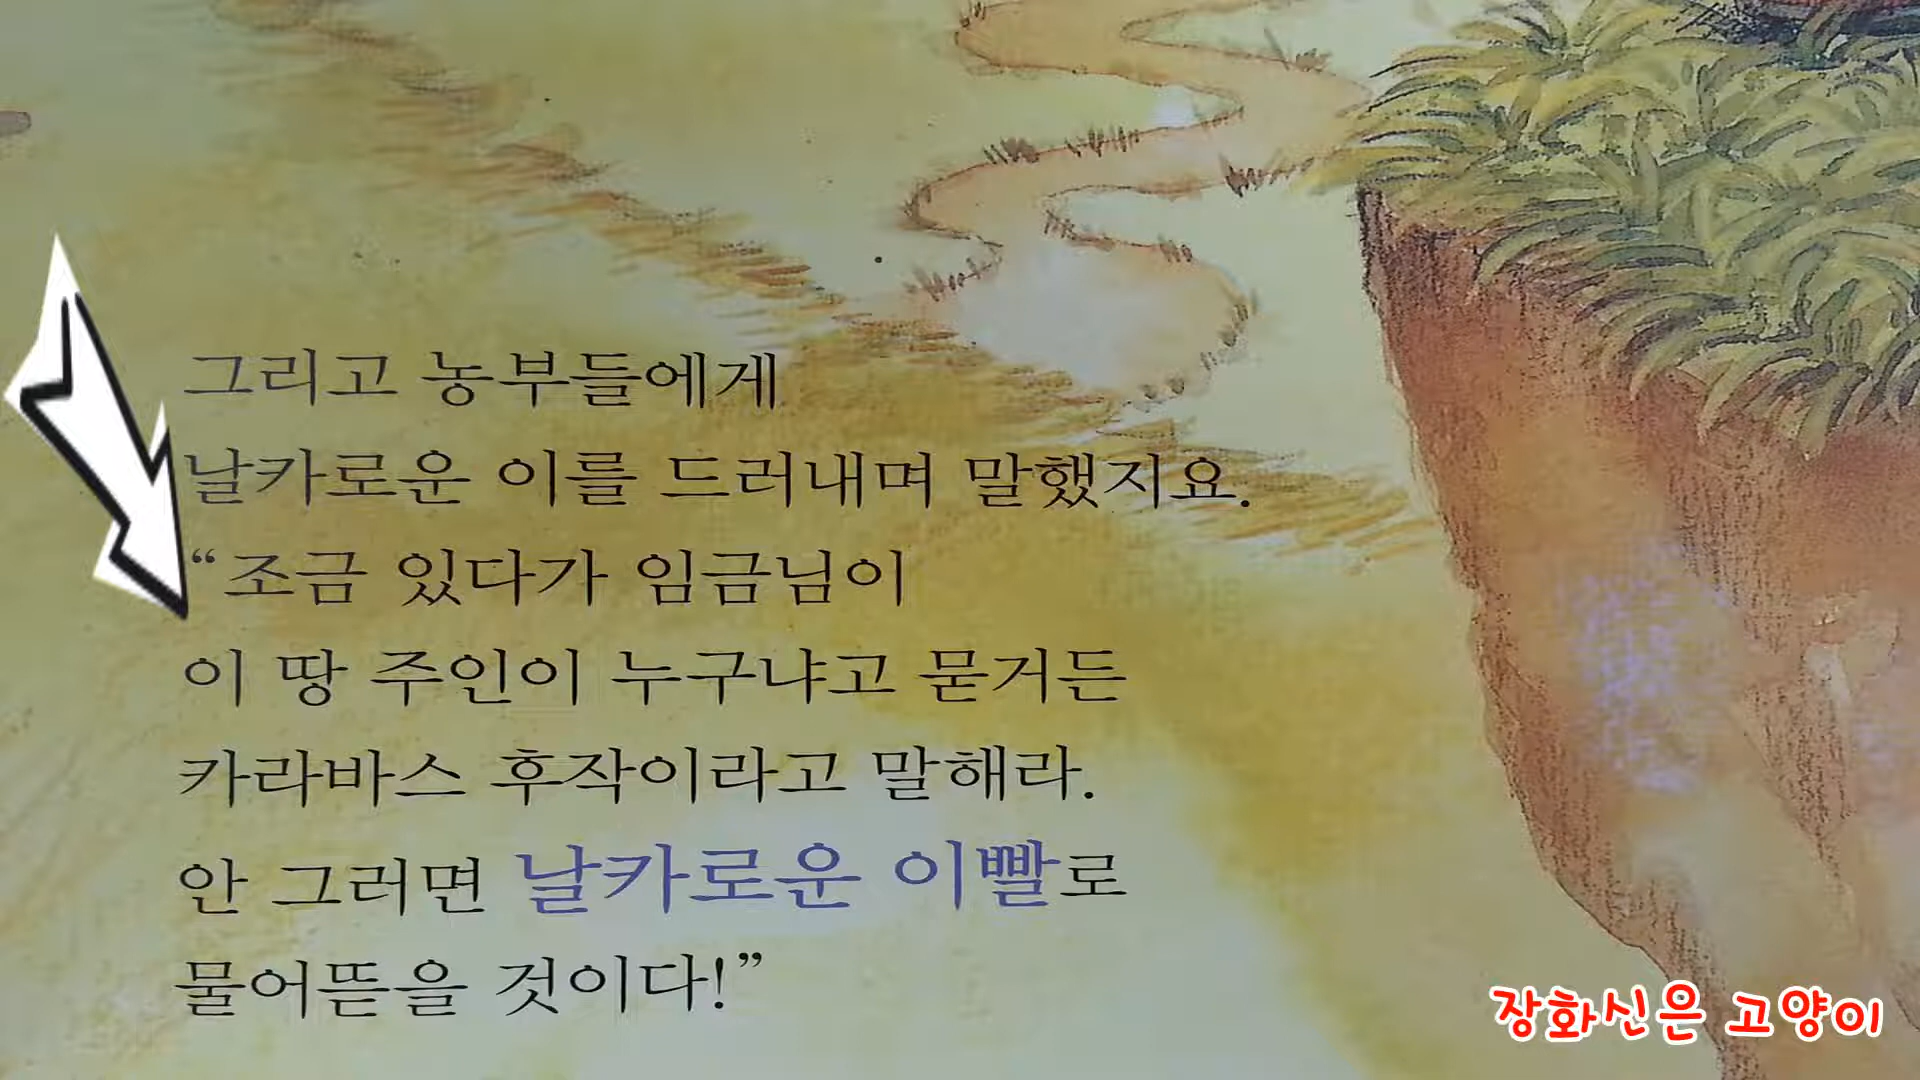 그리고 농부들에게
날카로운 이를 드러내며 말했지요.
“조금 있다가 임금님이
이 땅 주인이 누구냐고 묻거든
카라바스 후작이라고 말해라.
안 그러면 날카로운 이빨로
물어뜯을 것이다!”
장화신은 고양이